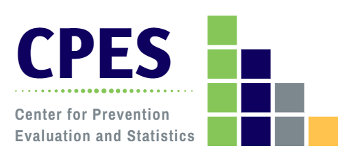 CPES
Center for Prevention
Evaluation and Statistics